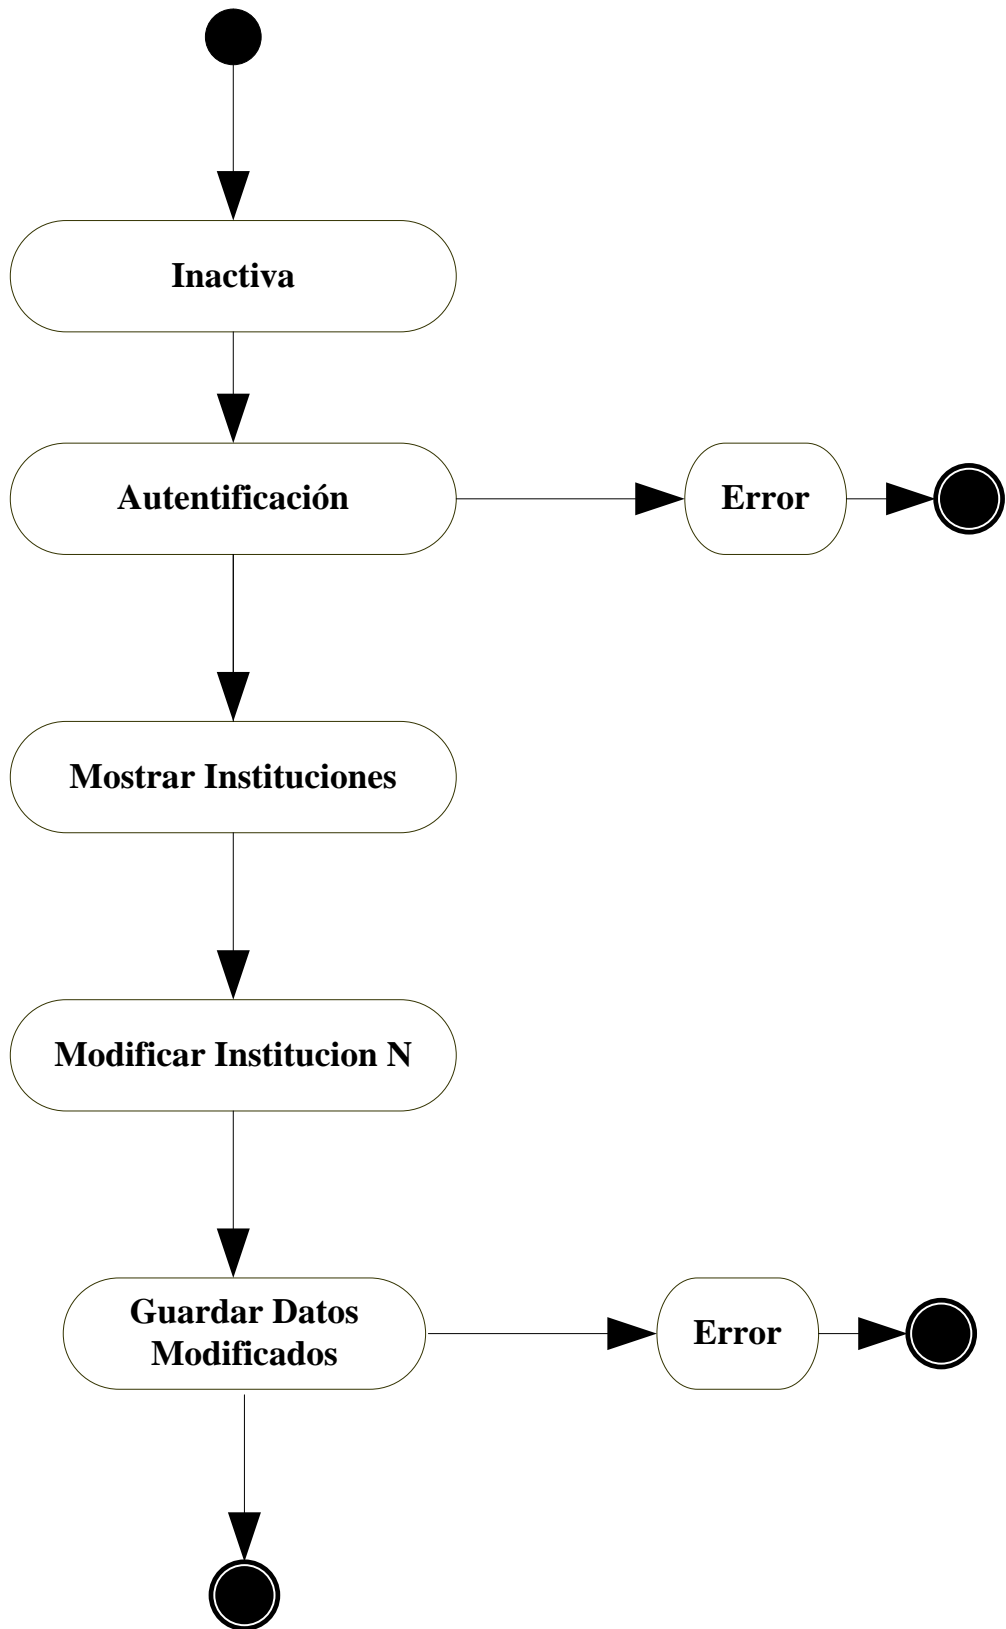 Inactiva
Autentificación
Error
Mostrar Instituciones
Modificar Institucion N
Guardar Datos
Modificados
Error